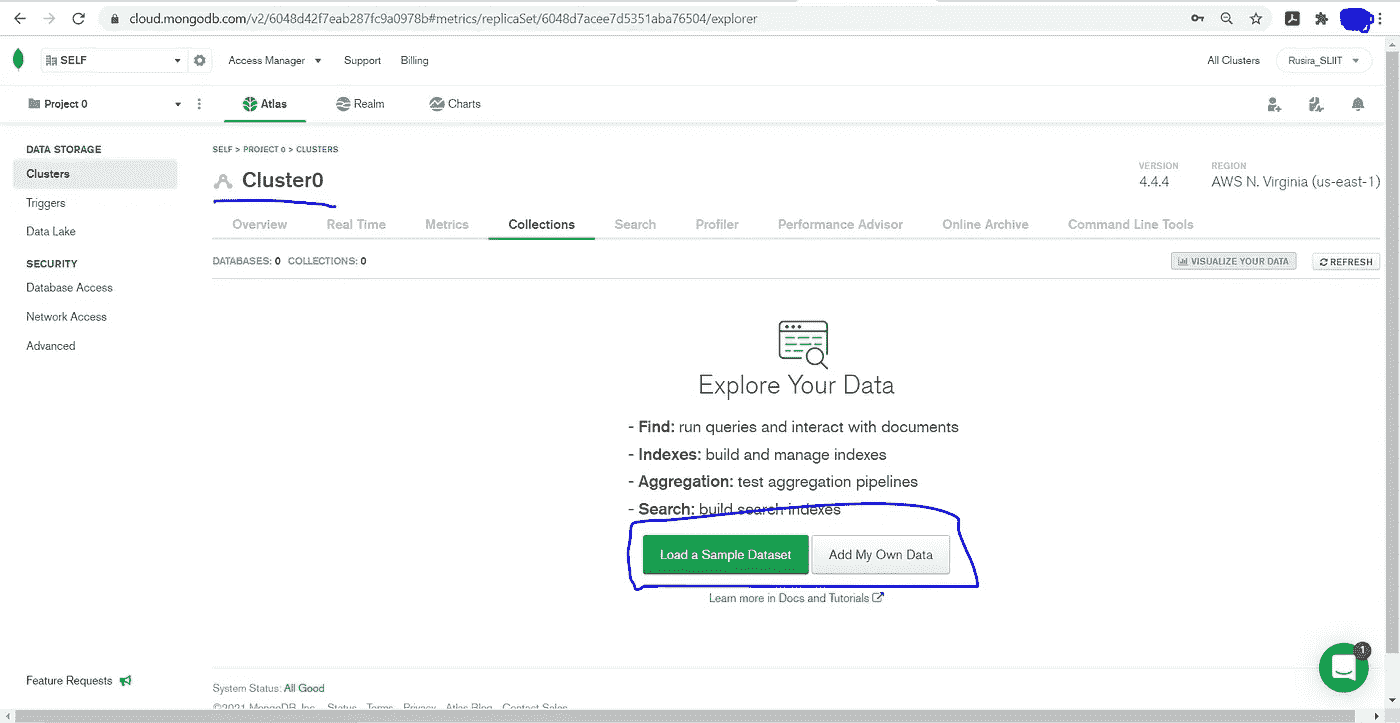 cloud.mongodb.com/v2/6048d42f7eab287fc9a0978b#metrics/replicaSet/6048d7acee7d5351aba76504/explorer
SELF Access Manager Support Billing All Clusters Rusira_SLIIT
Project 0 Atlas Realm Charts
DATA STORAGE
Clusters
Triggers
Data Lake
SECURITY
Database Access
Network Access
Advanced
SELF > PROJECT 0 > CLUSTERS
Cluster0
VERSION
4.4.4
REGION
AWS N. Virginia (us-east-1)
Overview Real Time Metrics Collections Search Profiler Performance Advisor Online Archive Command Line Tools
DATABASES: 0 COLLECTIONS: 0 VISUALIZE YOUR DATA REFRESH
Explore Your Data
- Find: run queries and interact with documents
- Indexes: build and manage indexes
- Aggregation: test aggregation pipelines
- Search: build search indexes
Load a Sample Dataset Add My Own Data
Learn more in Docs and Tutorials
1
Feature Requests
System Status: All Good
©2021 MongoDB, Inc. Status Terms Privacy Atlas Blog Contact Sales